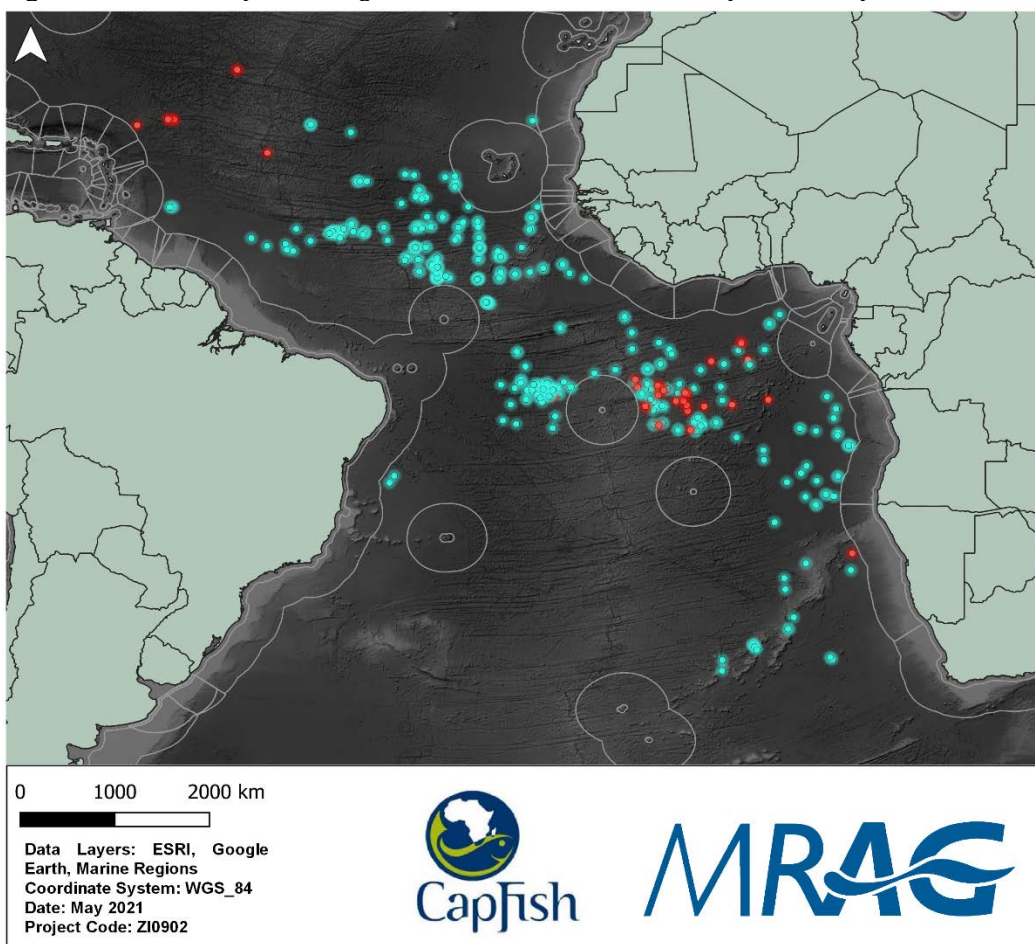 0 1000 2000 km
Data Layers: ESRI, Google
Earth, Marine Regions
Coordinate System: WGS_84
Date: May 2021
Project Code: ZI0902
CapFish
MRAG